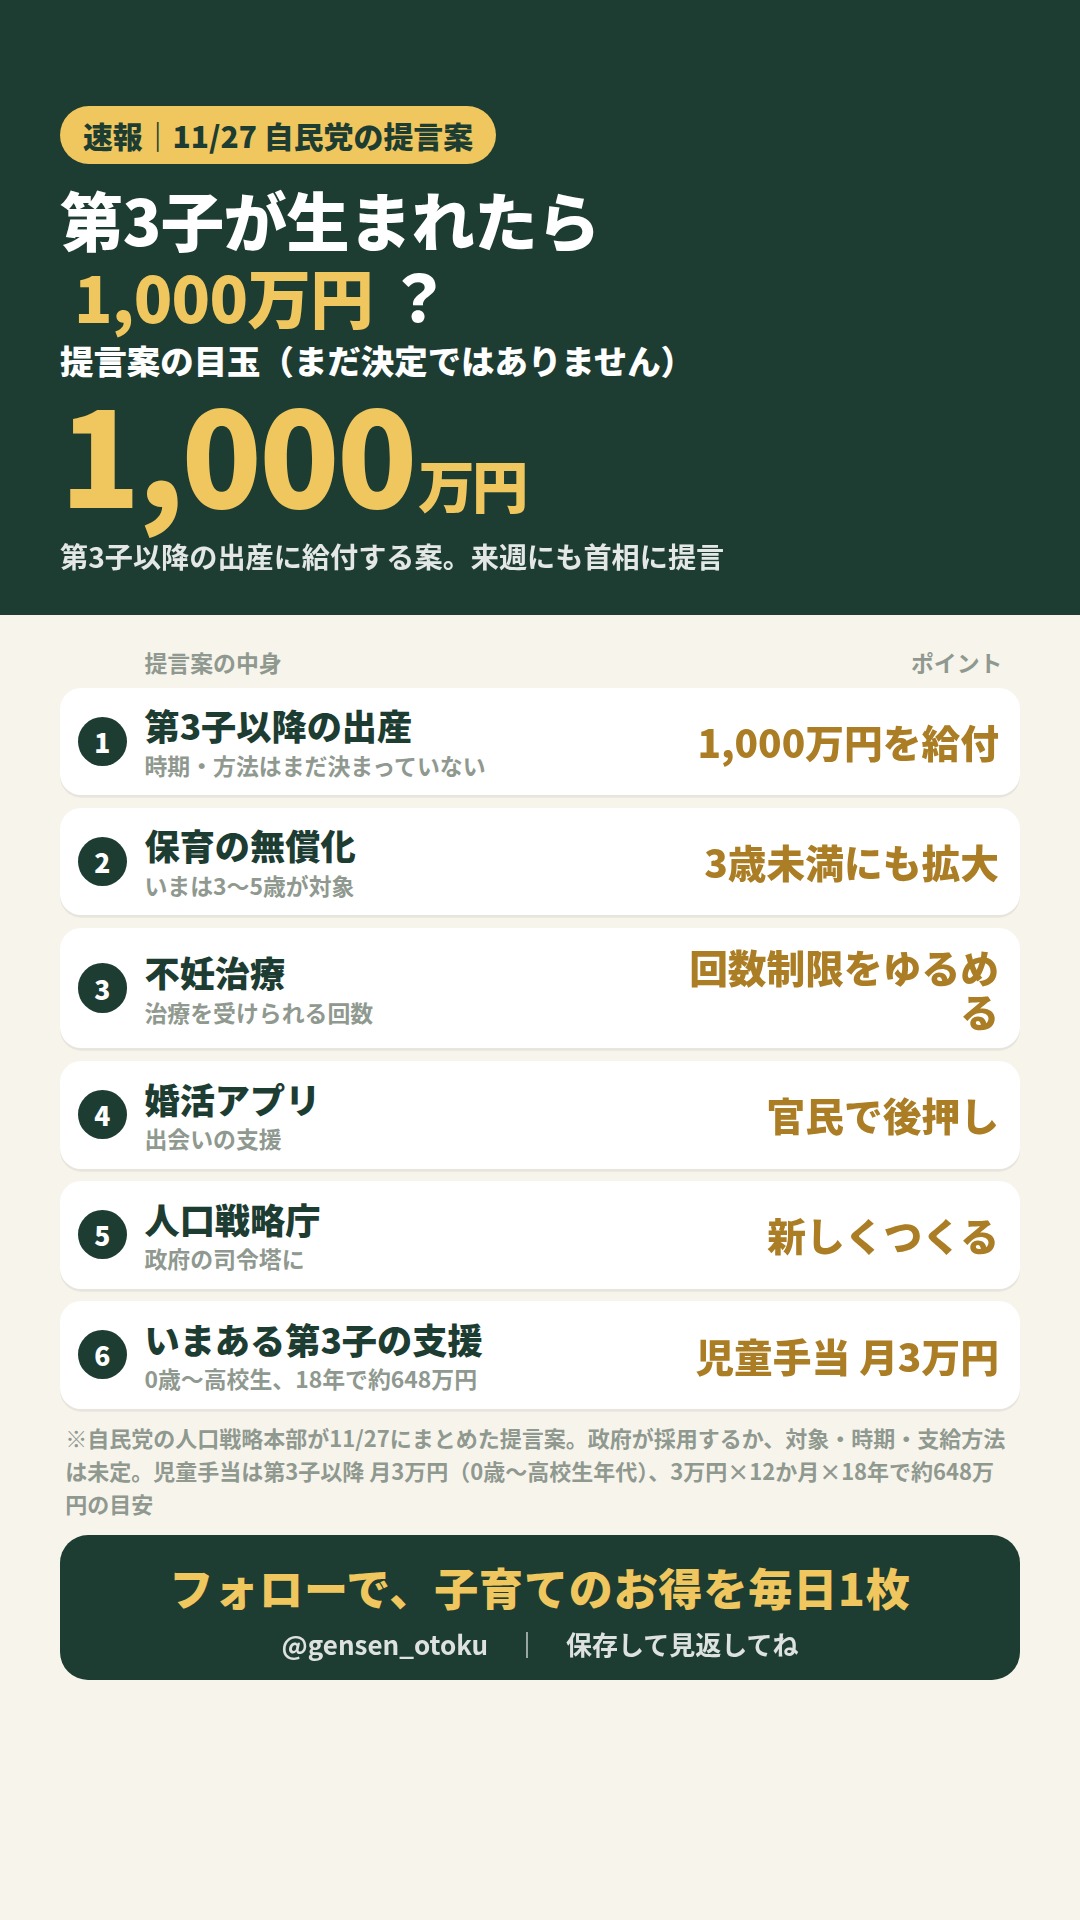 速報｜11/27 自民党の提言案
第3子が生まれたら
1,000万円？
提言案の目玉（まだ決定ではありません）
1,000万円
第3子以降の出産に給付する案。来週にも首相に提言
提言案の中身 ポイント
1 第3子以降の出産 1,000万円を給付
時期・方法はまだ決まっていない
2 保育の無償化 3歳未満にも拡大
いまは3〜5歳が対象
3 不妊治療 回数制限をゆるめ
る
治療を受けられる回数
4 婚活アプリ 官民で後押し
出会いの支援
5 人口戦略庁 新しくつくる
政府の司令塔に
6 いまある第3子の支援 児童手当 月3万円
0歳〜高校生、18年で約648万円
※自民党の人口戦略本部が11/27にまとめた提言案。政府が採用するか、対象・時期・支給方法
は未定。児童手当は第3子以降 月3万円（0歳〜高校生年代）、3万円×12か月×18年で約648万
円の目安
フォローで、子育てのお得を毎日1枚
@gensen_otoku ｜ 保存して見返してね